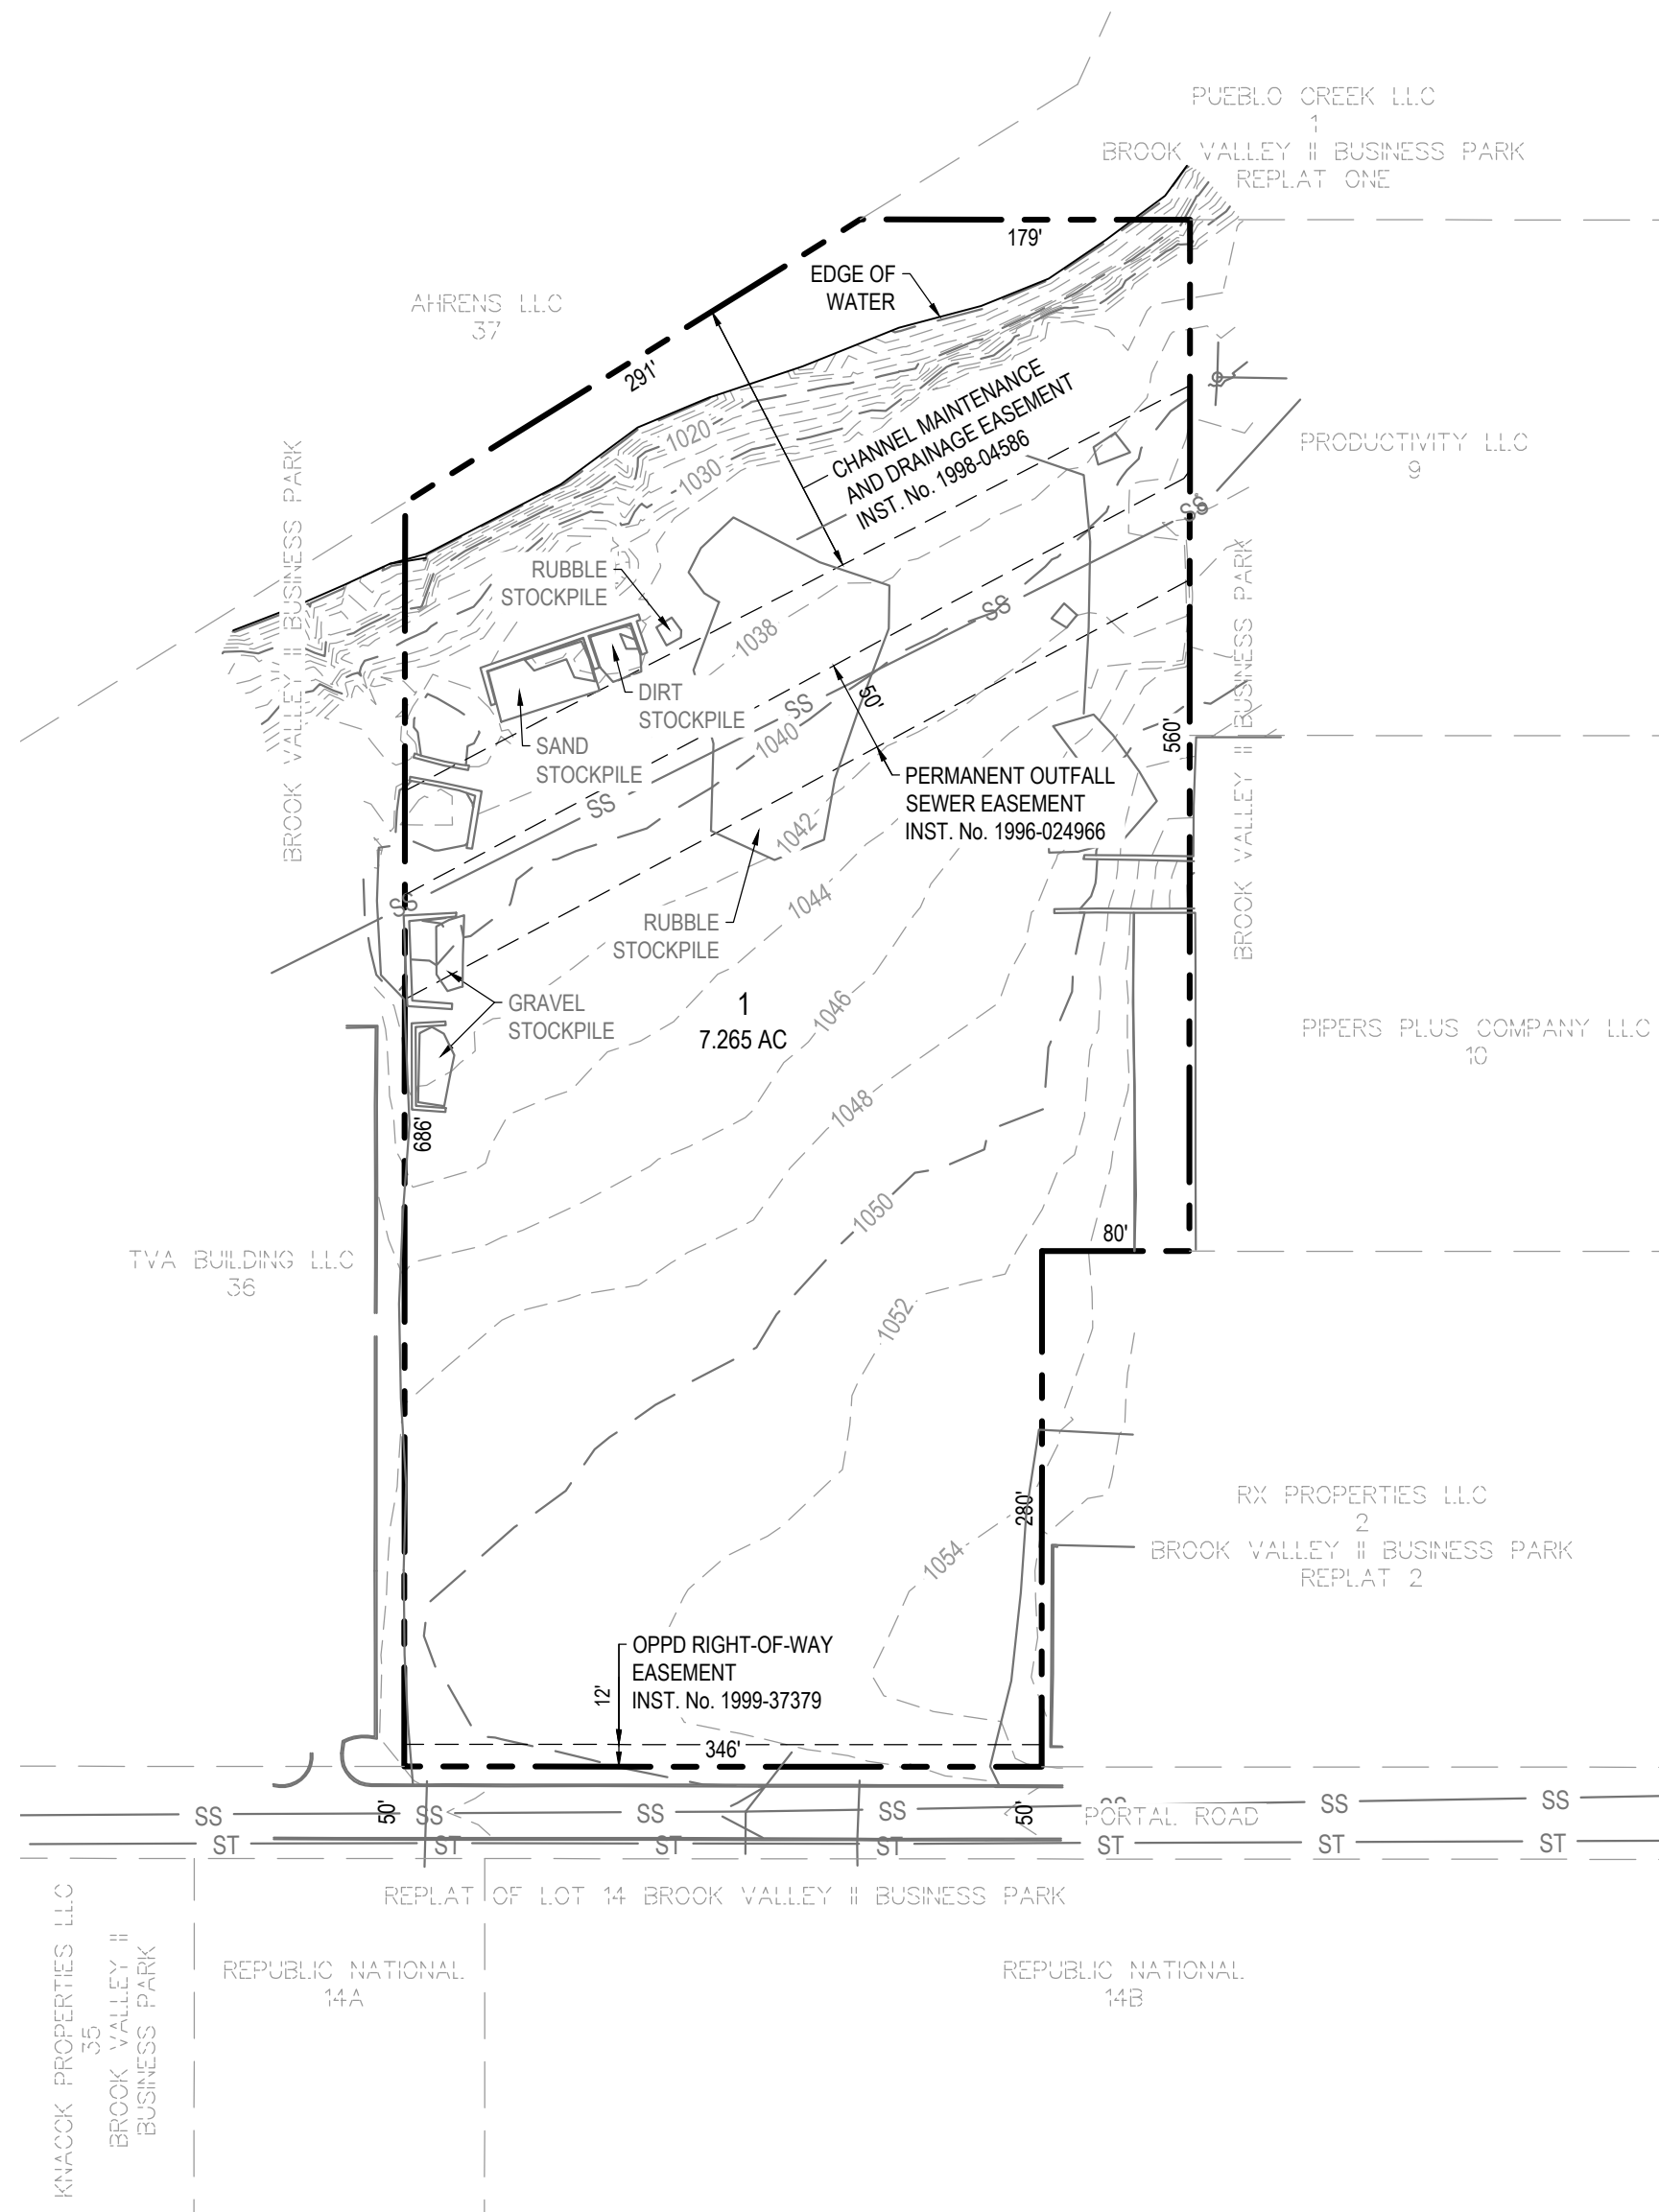 PUEBLO CREEK LLC
1
BROOK VALLEY II BUSINESS PARK
REPLAT ONE
179'
EDGE OF
WATER
AHRENS LLC
37
291'
CHANNEL MAINTENANCE
AND DRAINAGE EASEMENT
INST. No. 1998-04586
1020
1030
PRODUCTIVITY LLC
9
BROOK VALLEY II BUSINESS PARK
SS
RUBBLE
STOCKPILE
SS
1038
BROOK VALLEY II BUSINESS PARK
DIRT
STOCKPILE
50'
SS
1040
560'
SAND
STOCKPILE
SS
PERMANENT OUTFALL
SEWER EASEMENT
INST. No. 1996-024966
1042
1044
SS
RUBBLE
STOCKPILE
GRAVEL
STOCKPILE
1
7.265 AC
1046
PIPERS PLUS COMPANY LLC
10
1048
686'
1050
80'
TVA BUILDING LLC
36
1052
280'
RX PROPERTIES LLC
2
BROOK VALLEY II BUSINESS PARK
REPLAT 2
1054
OPPD RIGHT-OF-WAY
EASEMENT
INST. No. 1999-37379
12'
346'
50'
50'
SS SS SS SS SS SS SS
PORTAL ROAD
ST ST ST ST ST ST ST
REPLAT OF LOT 14 BROOK VALLEY II BUSINESS PARK
KNACCK PROPERTIES LLC
35
BROOK VALLEY II
BUSINESS PARK
REPUBLIC NATIONAL
14A
REPUBLIC NATIONAL
14B